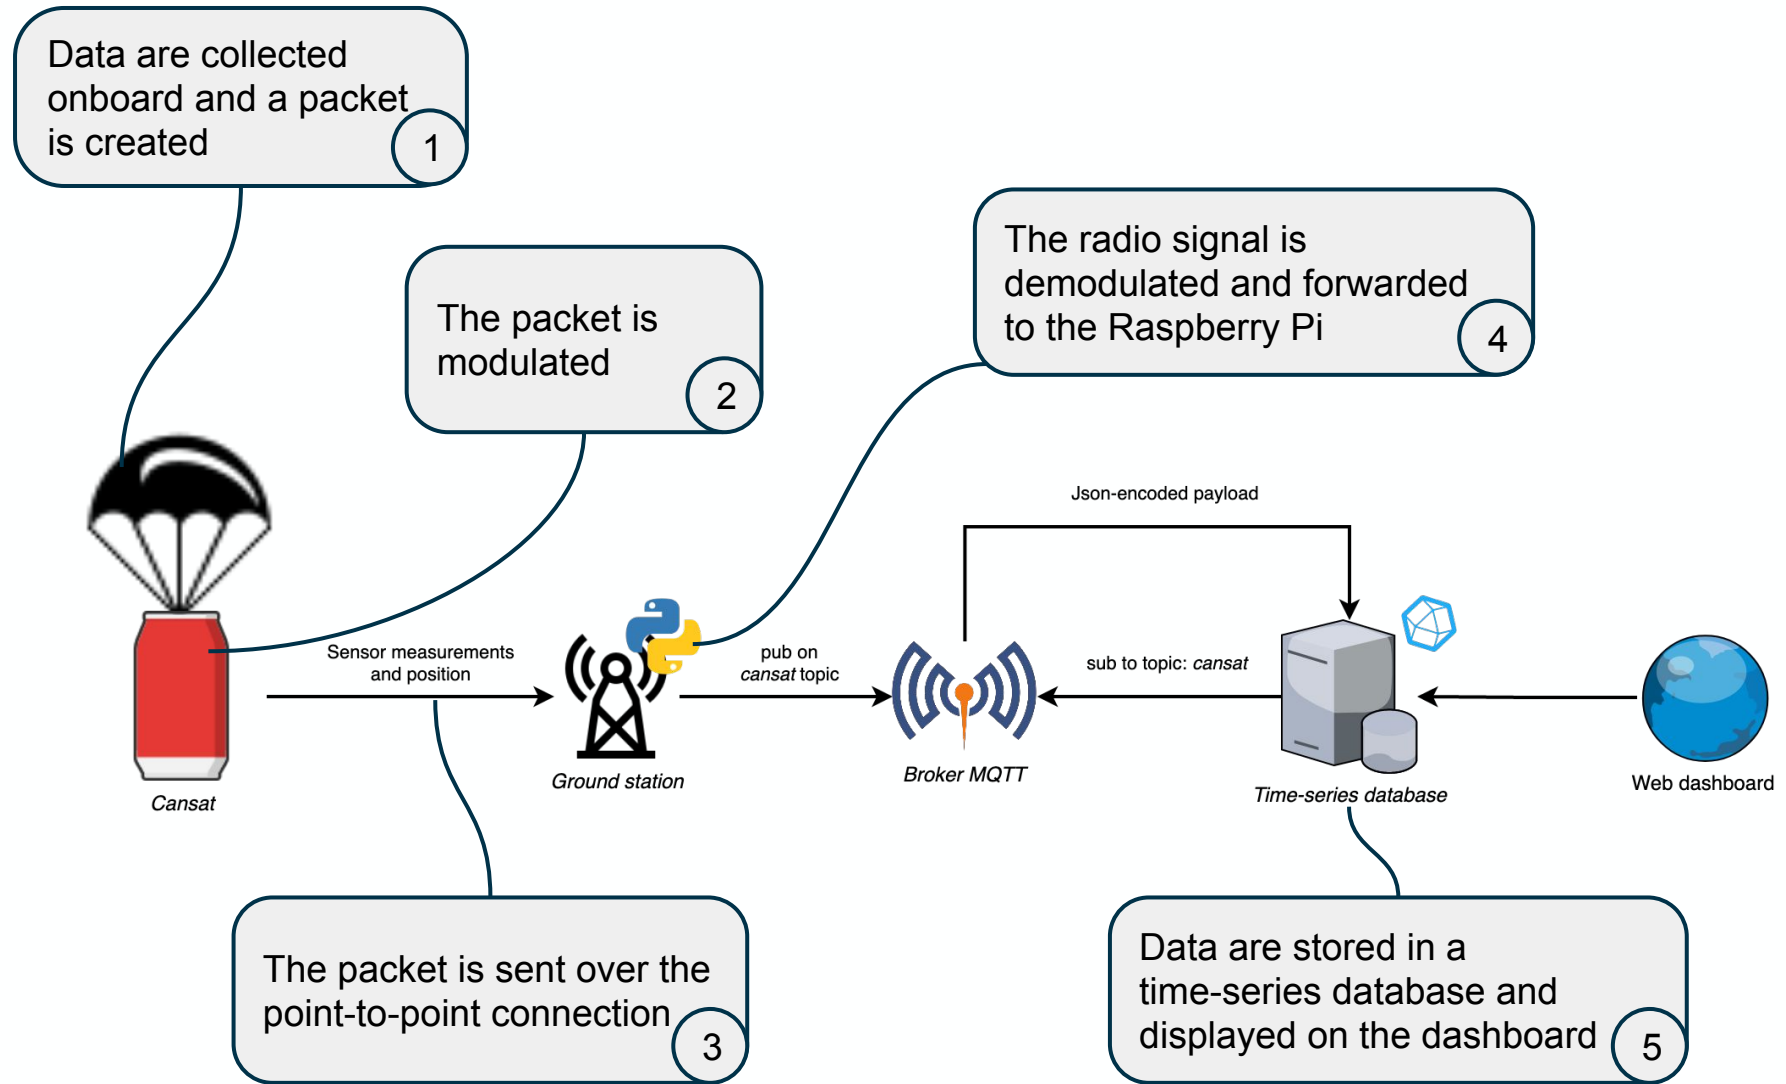 Data are collected
onboard and a packet
is created
1
The packet is
modulated
2
The radio signal is
demodulated and forwarded
to the Raspberry Pi
4
Json-encoded payload
Sensor measurements
and position
pub on
cansat topic
sub to topic: cansat
Cansat
Ground station
Broker MQTT
Time-series database
Web dashboard
The packet is sent over the
point-to-point connection
3
Data are stored in a
time-series database and
displayed on the dashboard
5